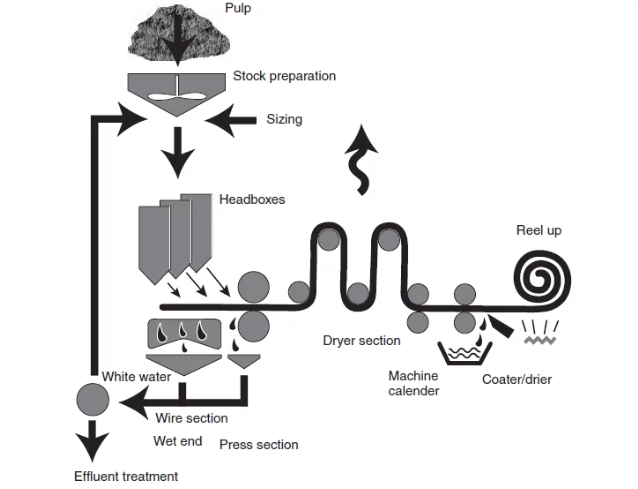 Pulp
Stock preparation
Sizing
Headboxes
Reel up
Dryer section
White water
Machine
calender
Coater/drier
Wire section
Wet end
Press section
Effluent treatment